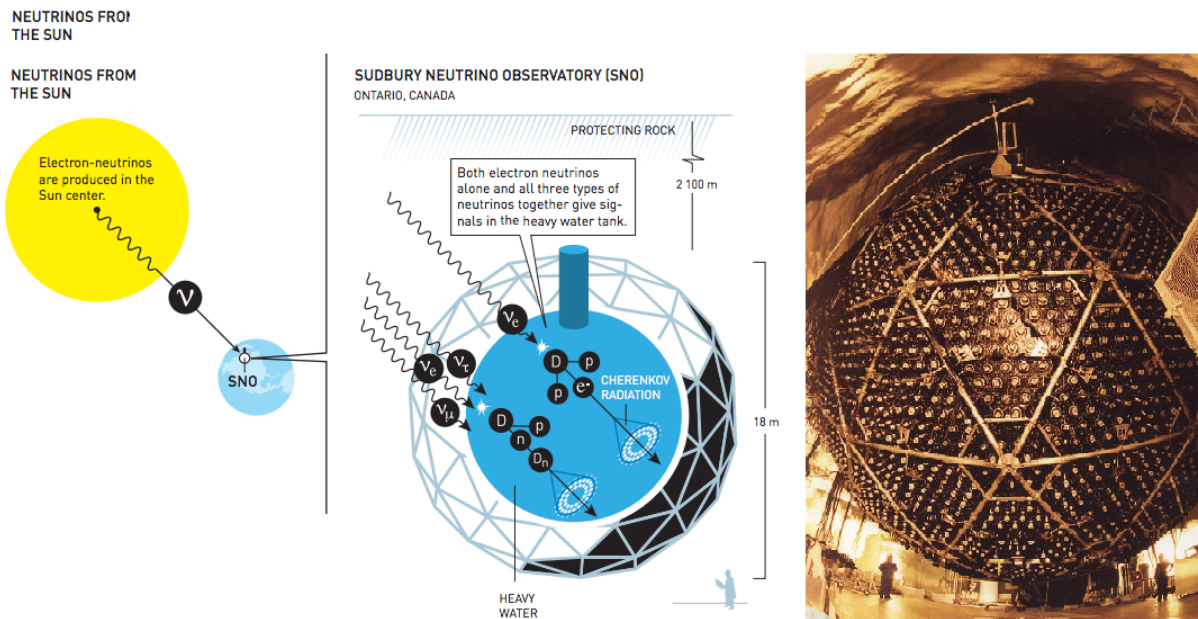 NEUTRINOS FROM
THE SUN
NEUTRINOS FROM
THE SUN
Electron-neutrinos
are produced in the
Sun center.
ν
SNO
SUDBURY NEUTRINO OBSERVATORY (SNO)
ONTARIO, CANADA
PROTECTING ROCK
2 100 m
Both electron neutrinos
alone and all three types of
neutrinos together give sig-
nals in the heavy water tank.
νe
ντ
νe
νμ
D
p
p
e-
CHERENKOV
RADIATION
D
p
n
Dn
18 m
HEAVY
WATER